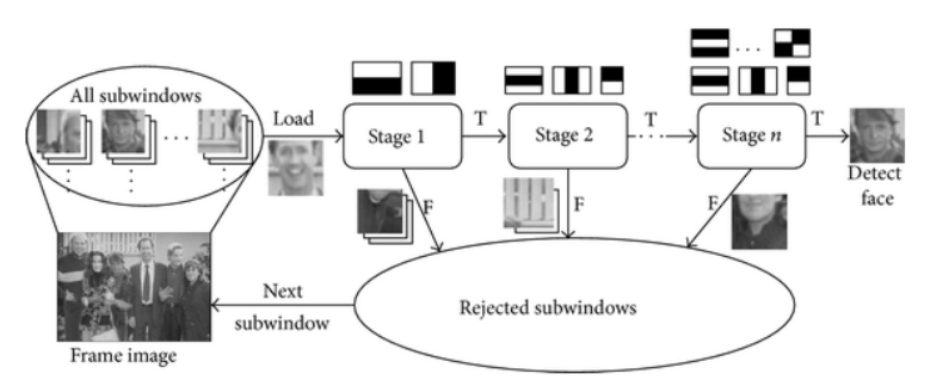 All subwindows
. . .
Load
Stage 1
T
Stage 2
T
. . .
. . .
Stage n
T
Detect
face
F
F
F
Rejected subwindows
Next
subwindow
Frame image